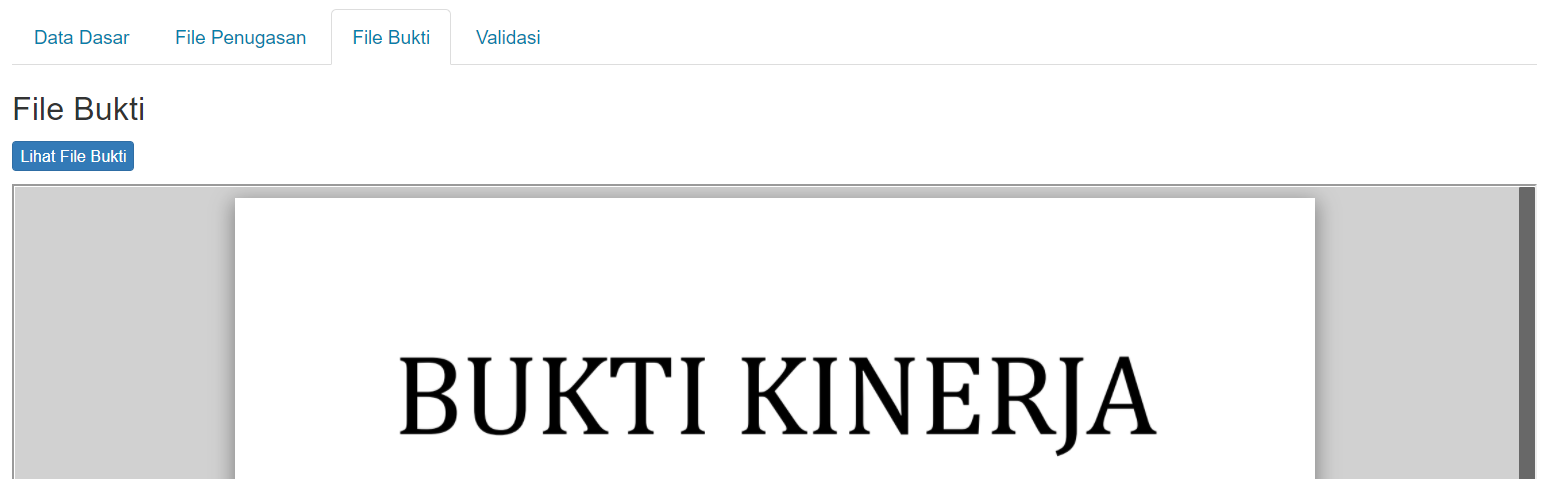 Data Dasar File Penugasan File Bukti Validasi
File Bukti
Lihat File Bukti
BUKTI KINERJA